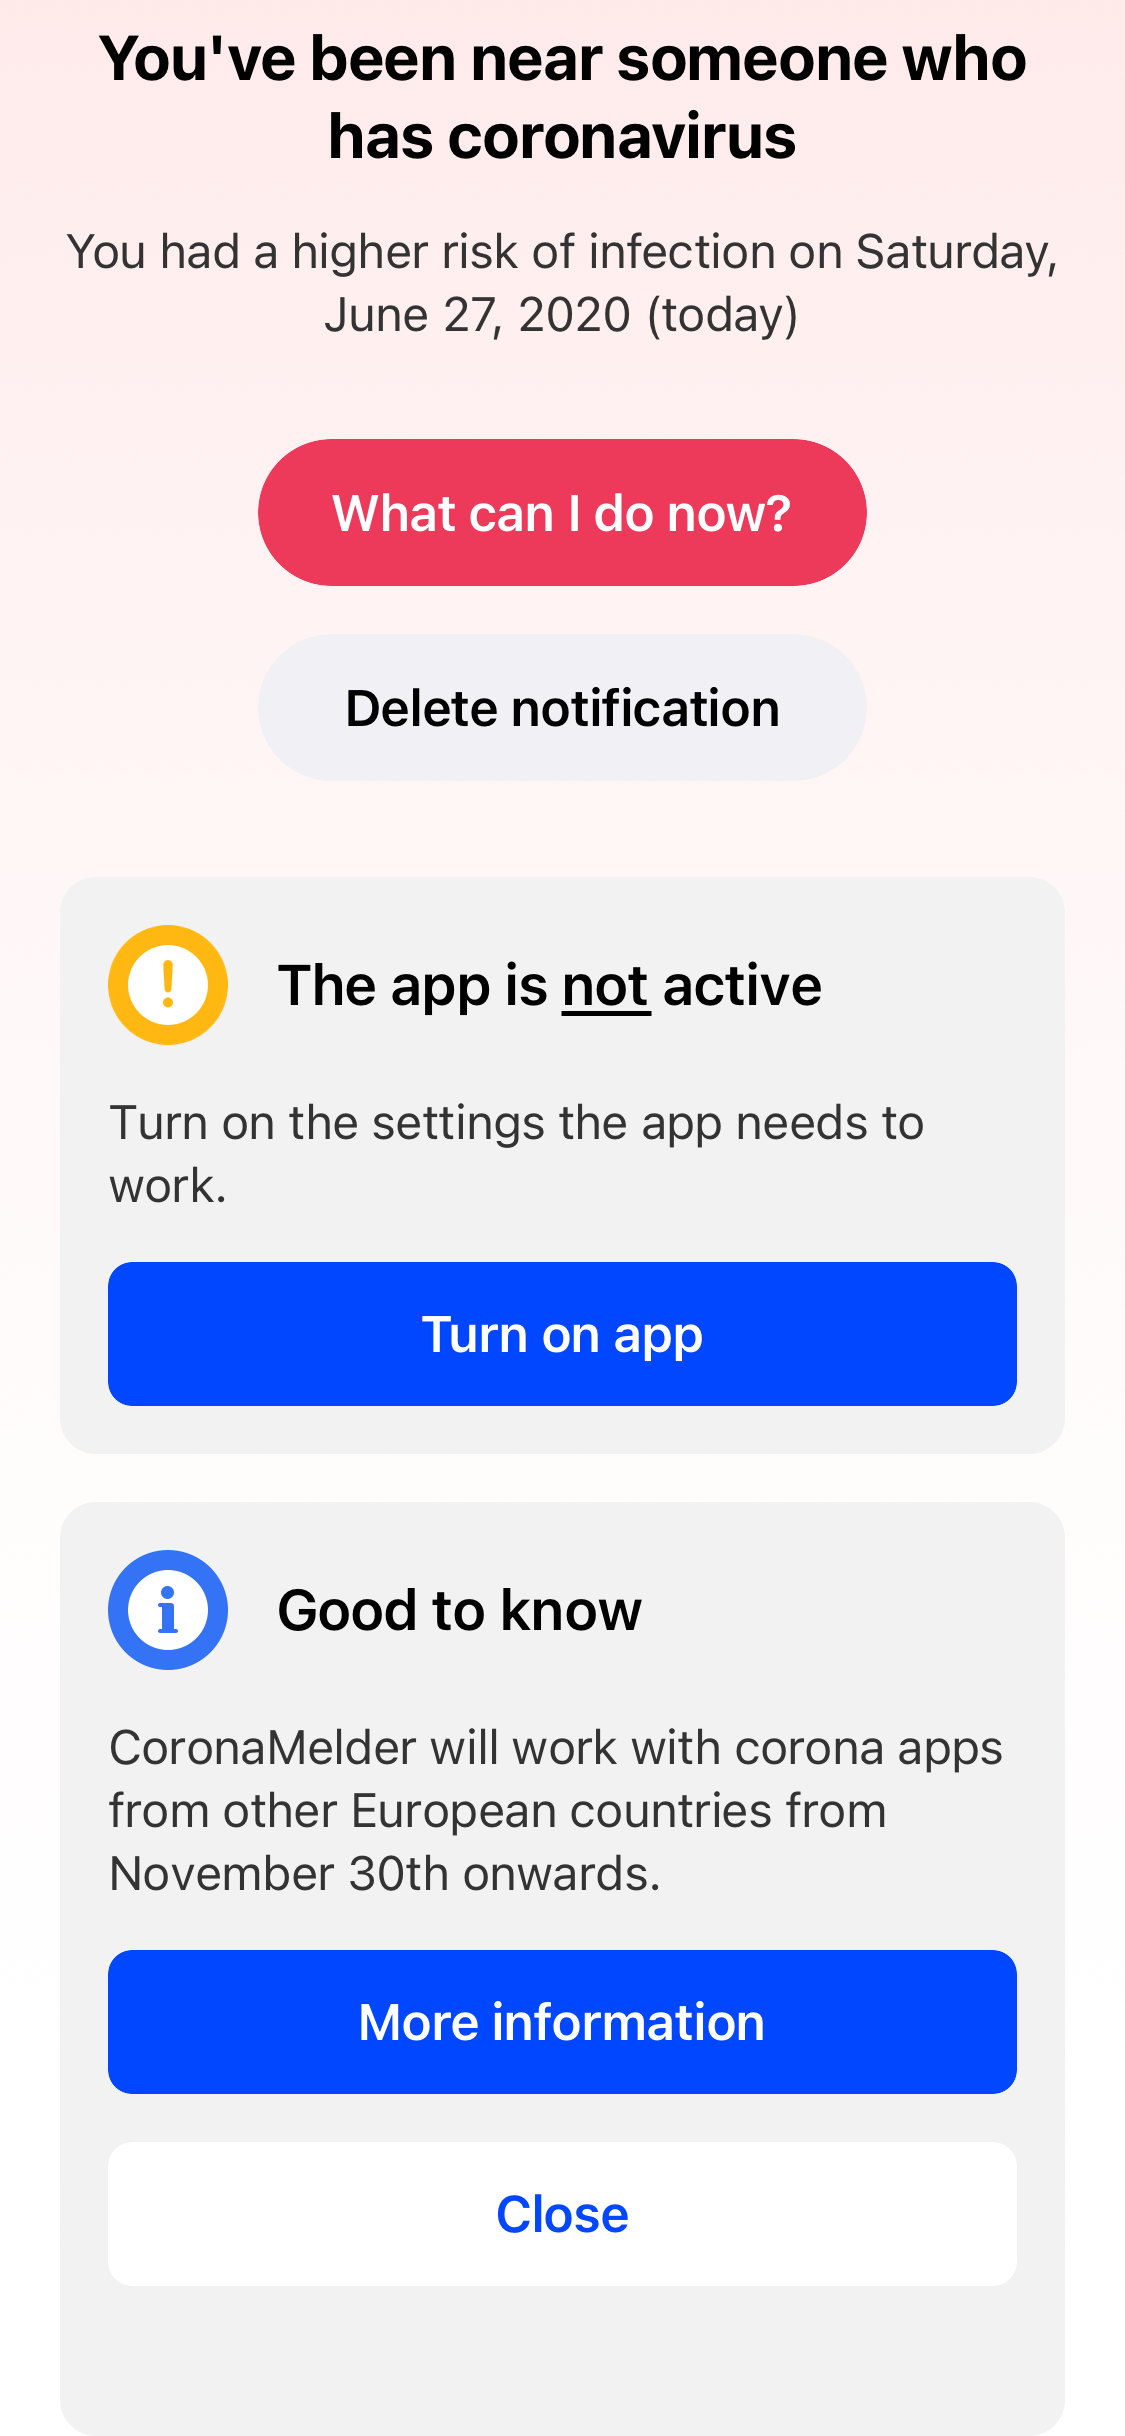 You've been near someone who
has coronavirus
You had a higher risk of infection on Saturday,
June 27, 2020 (today)
What can I do now?
Delete notification
The app is not active
Turn on the settings the app needs to
work.
Turn on app
Good to know
CoronaMelder will work with corona apps
from other European countries from
November 30th onwards.
More information
Close